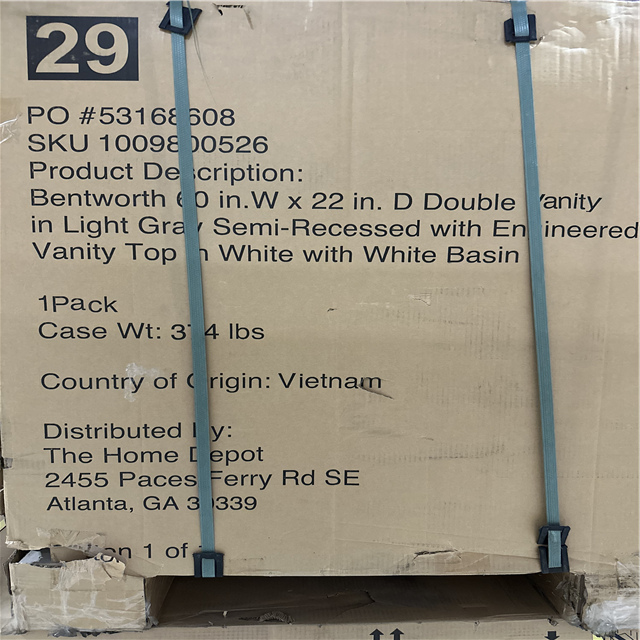 29
PO #53168608
SKU 1009800526
Product Description:
Bentworth 60 in.W x 22 in. D Double Vanity
in Light Gray Semi-Recessed with Engineered
Vanity Top in White with White Basin
1Pack
Case Wt: 374 lbs
Country of Origin: Vietnam
Distributed By:
The Home Depot
2455 Paces Ferry Rd SE
Atlanta, GA 30339
1 of